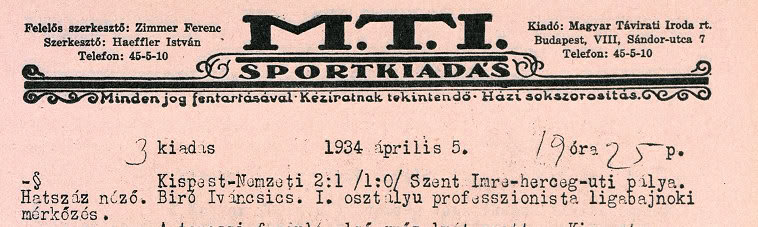 Felelős szerkesztő: Zimmer Ferenc
Szerkesztő: Haeffler István
Telefon: 45-5-10
M.T.I.
SPORTKIADÁS
Kiadó: Magyar Távirati Iroda rt.
Budapest, VIII, Sándor-utca 7
Telefon: 45-5-10
Minden jog fentartásával · Kéziratnak tekintendő · Házi sokszorosítás.
3 kiadás 1934 április 5. 19 óra 25 p.
-§ Kispest-Nemzeti 2:1 /1:0/ Szent Imre-herceg-uti pálya.
Hatszáz néző. Biró Iváncsics. I. osztályu professzionista ligabajnoki
mérkőzés.